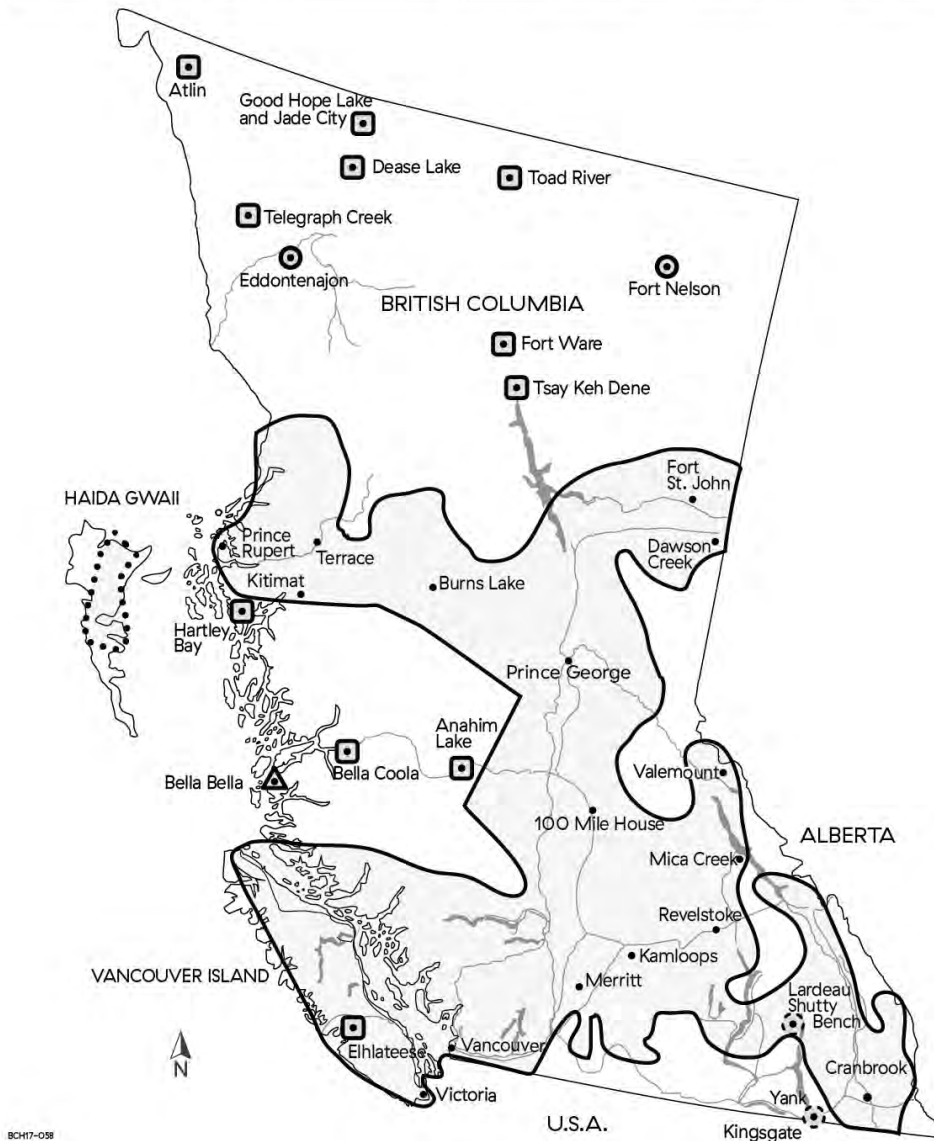 Atlin
Good Hope Lake
and Jade City
Dease Lake
Toad River
Telegraph Creek
Eddontenajon
Fort Nelson
BRITISH COLUMBIA
Fort Ware
Tsay Keh Dene
Fort
St. John
HAIDA GWAII
Prince
Rupert
Terrace
Dawson
Creek
Kitimat
Burns Lake
Hartley
Bay
Prince George
Anahim
Lake
Bella Coola
Bella Bella
Valemount
100 Mile House
ALBERTA
Mica Creek
Revelstoke
Kamloops
VANCOUVER ISLAND
Merritt
Lardeau
Shutty
Bench
N
Elhlateese
Vancouver
Cranbrook
Victoria
Yank
U.S.A.
Kingsgate
BCH17-058